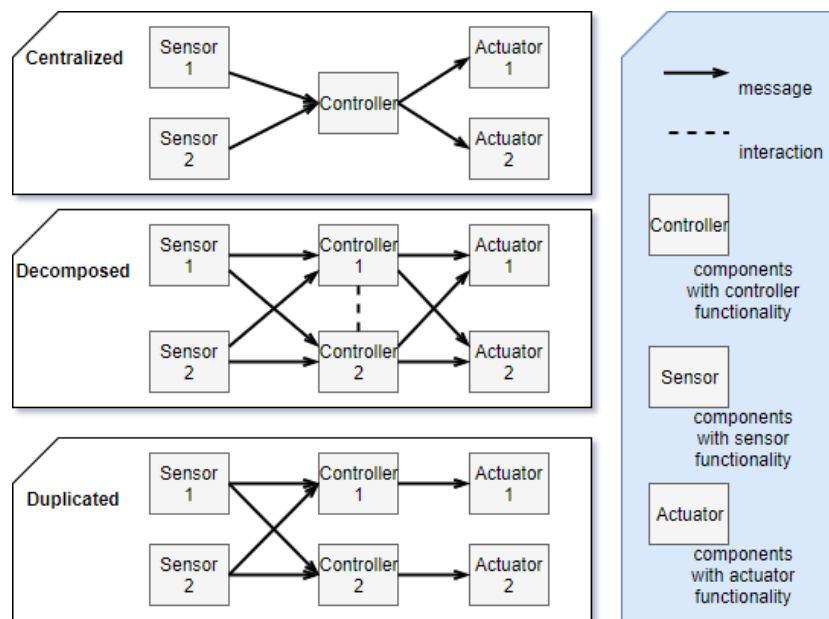 Centralized
Sensor
1
Sensor
2
Controller
Actuator
1
Actuator
2
Decomposed
Sensor
1
Sensor
2
Controller
1
Controller
2
Actuator
1
Actuator
2
Duplicated
Sensor
1
Sensor
2
Controller
1
Controller
2
Actuator
1
Actuator
2
message
interaction
Controller
components
with controller
functionality
Sensor
components
with sensor
functionality
Actuator
components
with actuator
functionality